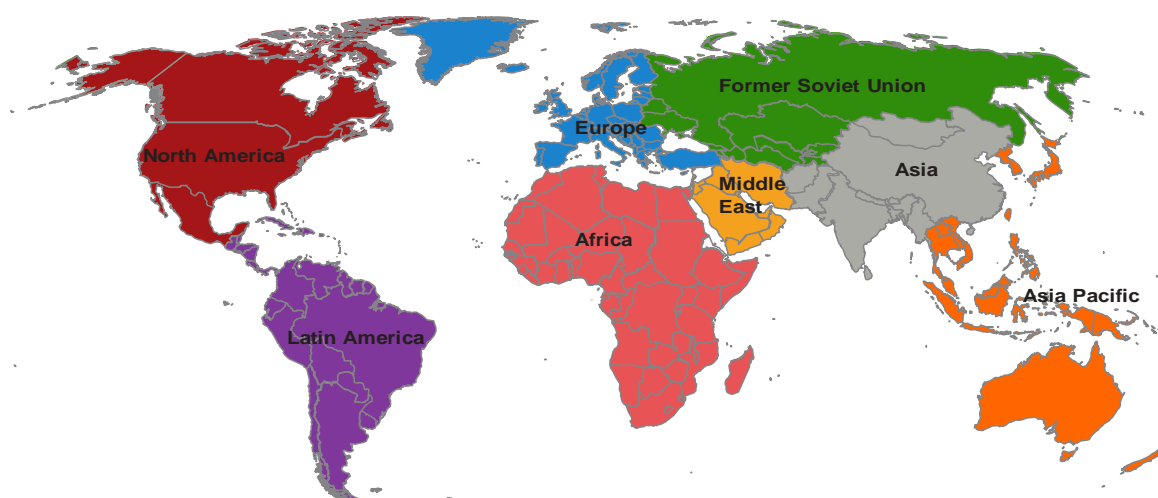 Former Soviet Union
Europe
North America
Asia
Middle
East
Africa
Asia Pacific
Latin America